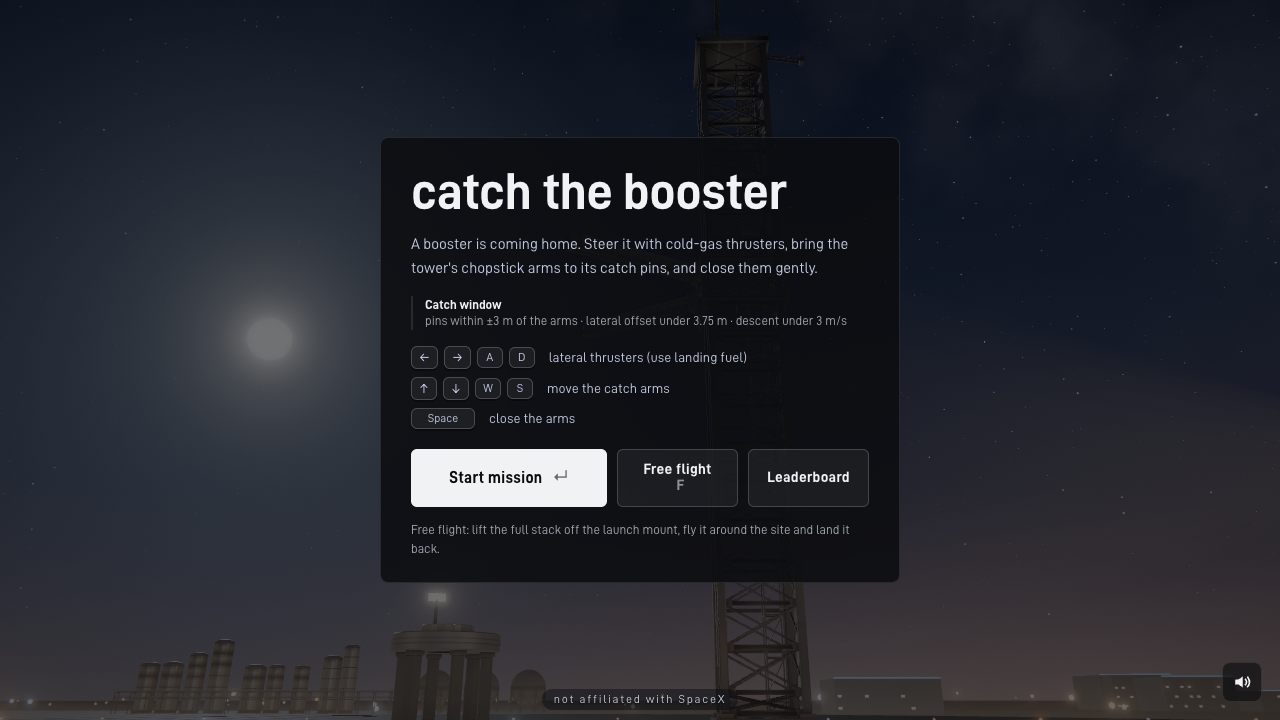 catch the booster
A booster is coming home. Steer it with cold-gas thrusters, bring the
tower's chopstick arms to its catch pins, and close them gently.
Catch window
pins within ±3 m of the arms · lateral offset under 3.75 m · descent under 3 m/s
← → A D lateral thrusters (use landing fuel)
↑ ↓ W S move the catch arms
Space close the arms
Start mission ↵
Free flight
F
Leaderboard
Free flight: lift the full stack off the launch mount, fly it around the site and land it
back.
not affiliated with SpaceX